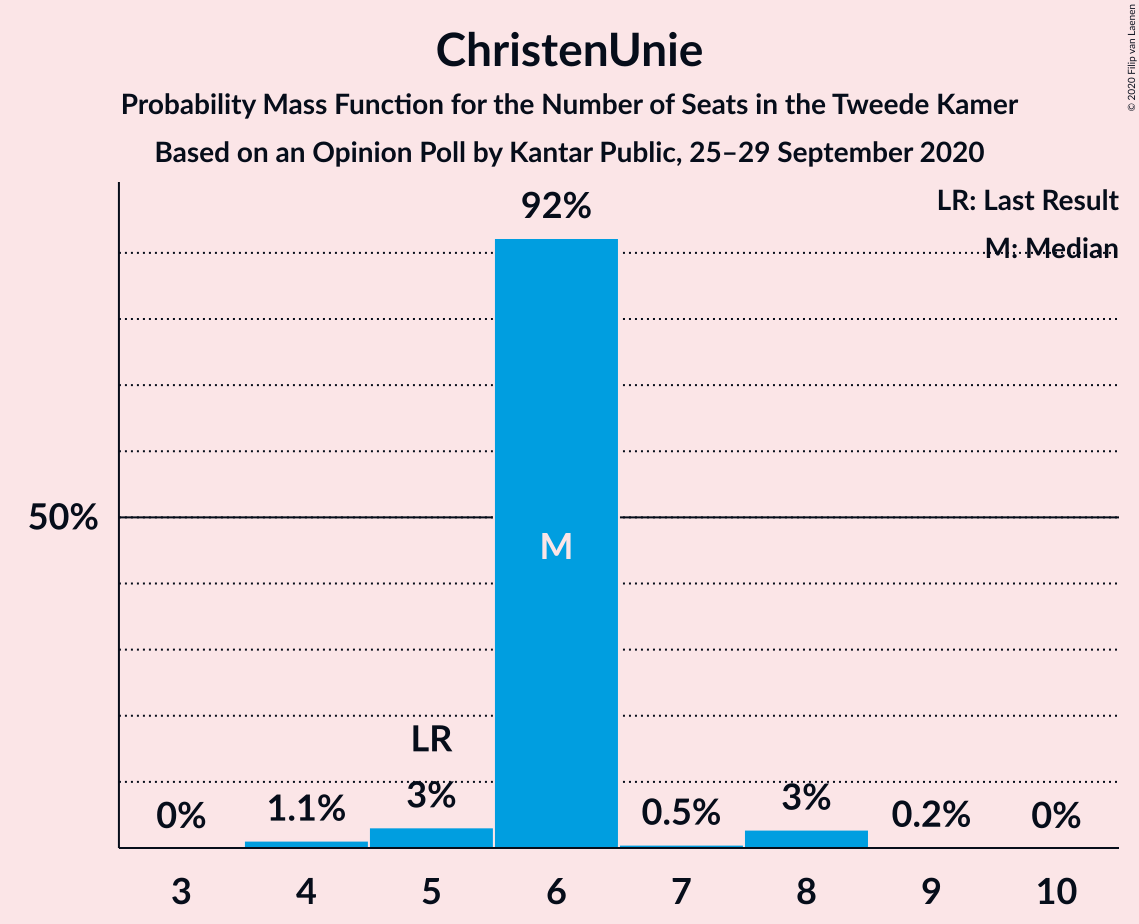 ChristenUnie
Probability Mass Function for the Number of Seats in the Tweede Kamer
Based on an Opinion Poll by Kantar Public, 25–29 September 2020
© 2020 Filip van Laenen
LR: Last Result
M: Median
92%
50%
M
LR
0%
1.1%
3%
0.5%
3%
0.2%
0%
3
4
5
6
7
8
9
10